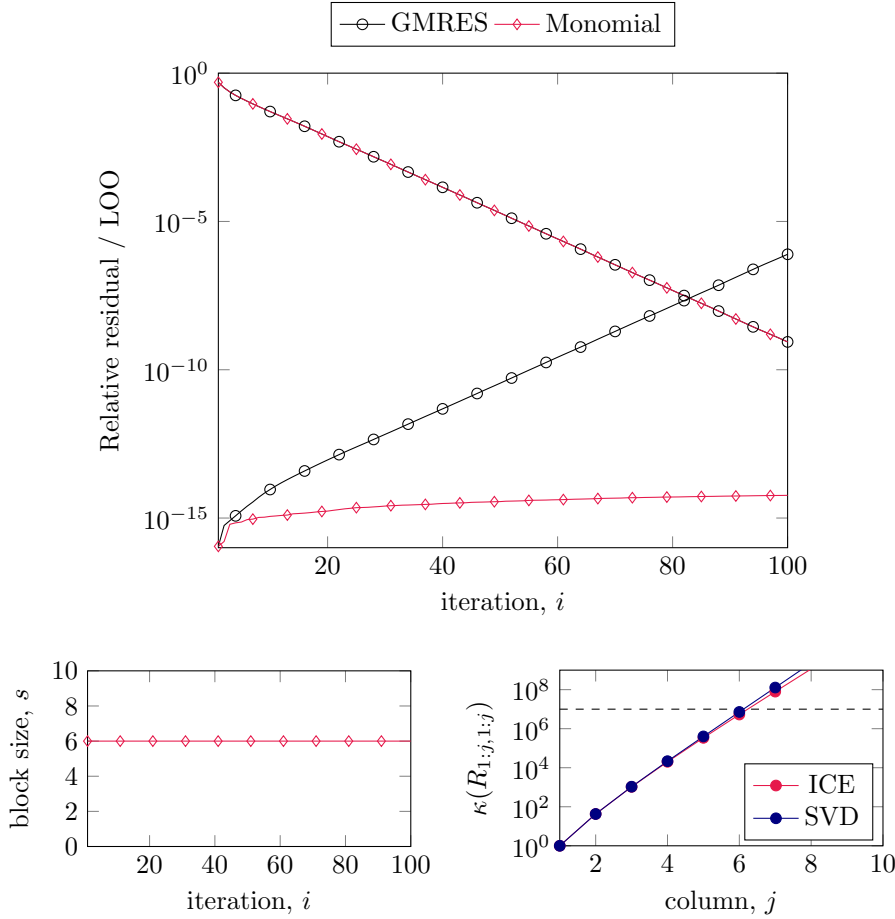 GMRES Monomial
10^0
10^−5
10^−10
10^−15
20 40 60 80 100
Relative residual / LOO
iteration, i
10
8
6
4
2
0
20 40 60 80 100
block size, s
iteration, i
10^8
10^6
10^4
10^2
10^0
2 4 6 8 10
κ(R_{1:j,1:j})
column, j
ICE
SVD